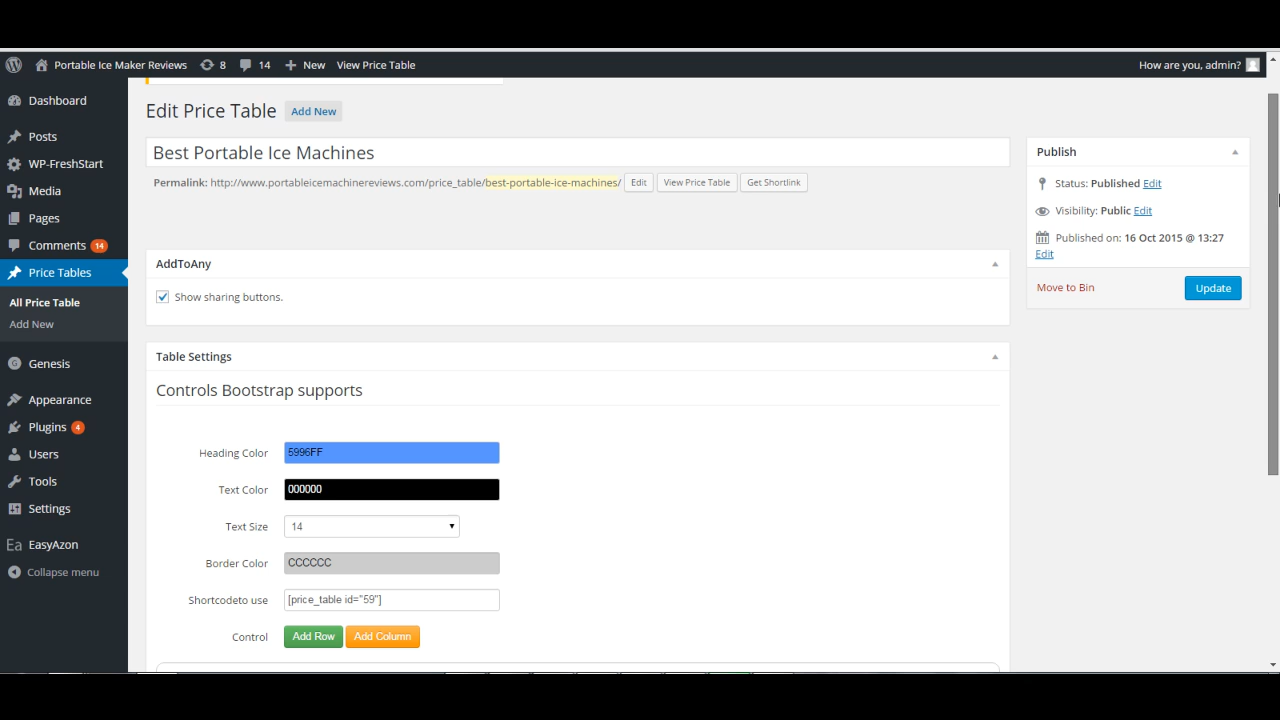 Portable Ice Maker Reviews 8 14 New View Price Table How are you, admin?
Dashboard
Posts
WP-FreshStart
Media
Pages
Comments 14
Price Tables
All Price Table
Add New
Genesis
Appearance
Plugins 4
Users
Tools
Settings
Ea EasyAzon
Collapse menu
Edit Price Table Add New
Best Portable Ice Machines
Permalink: http://www.portableicemachinereviews.com/price_table/best-portable-ice-machines/ Edit View Price Table Get Shortlink
AddToAny
Show sharing buttons.
Table Settings
Controls Bootstrap supports
Heading Color 5996FF
Text Color 000000
Text Size 14
Border Color CCCCCC
Shortcodeto use [price_table id="59"]
Control Add Row Add Column
Publish
Status: Published Edit
Visibility: Public Edit
Published on: 16 Oct 2015 @ 13:27
Edit
Move to Bin Update